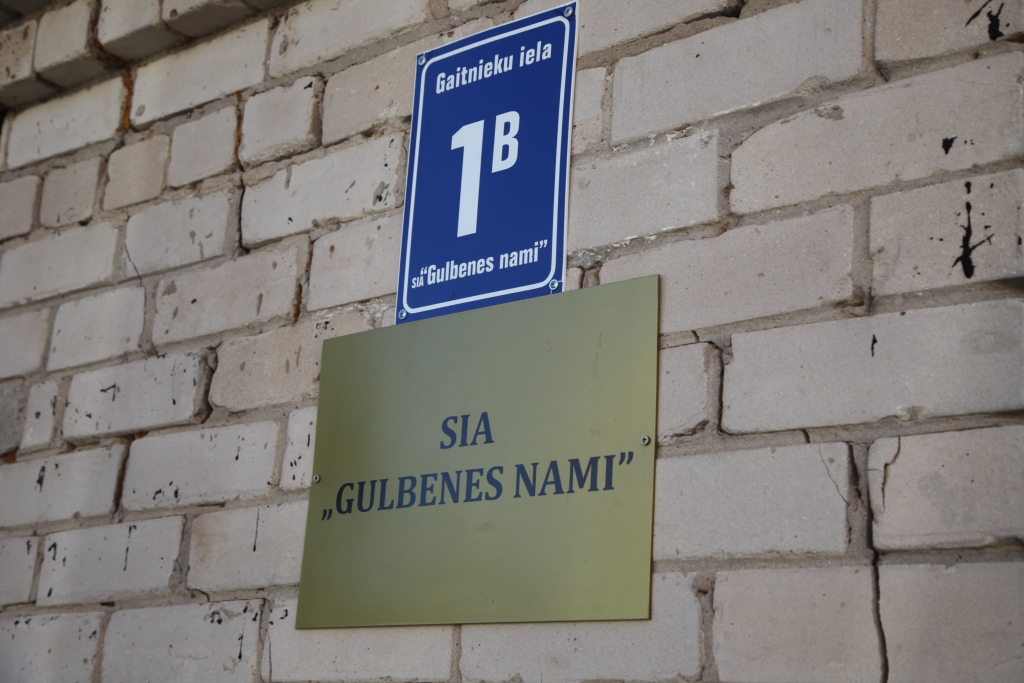 Gaitnieku iela
1B
SIA “Gulbenes nami”
SIA
„GULBENES NAMI”